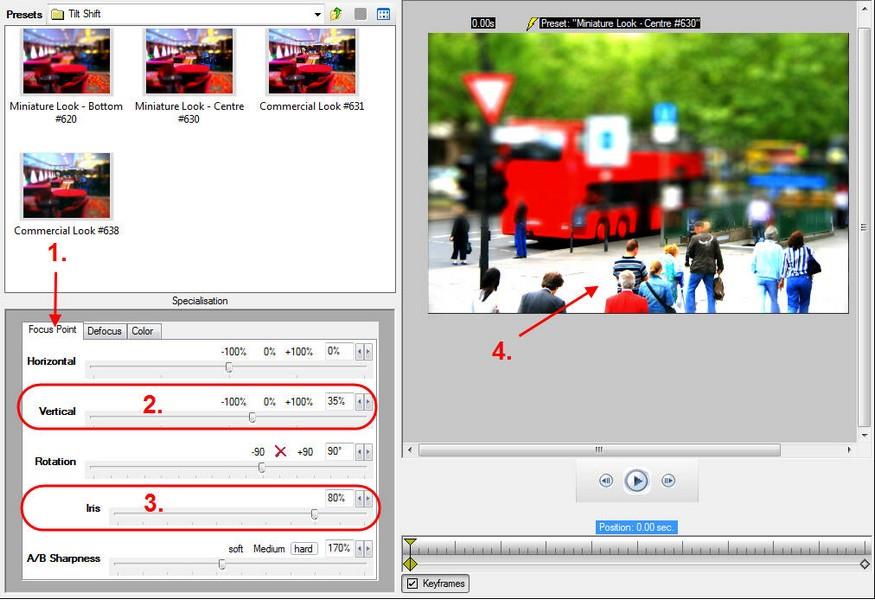 Presets Tilt Shift
Miniature Look - Bottom #620
Miniature Look - Centre #630
Commercial Look #631
Commercial Look #638
1.
Specialisation
Focus Point Defocus Color
Horizontal -100% 0% +100% 0%
Vertical 2. -100% 0% +100% 35%
Rotation -90 +90 90°
Iris 3. 80%
A/B Sharpness soft Medium hard 170%
0.00s Preset: "Miniature Look - Centre #630"
4.
Position: 0.00 sec.
Keyframes